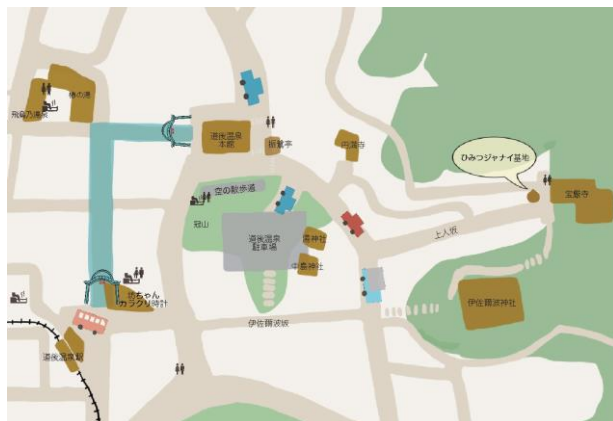 椿の湯
飛鳥乃湯泉
道後温泉
本館
振鷺亭
円満寺
ひみつジャナイ基地
宝厳寺
空の散歩道
冠山
道後温泉
駐車場
湯神社
中嶋神社
上人坂
伊佐爾波神社
坊ちゃん
カラクリ時計
伊佐爾波坂
道後温泉駅